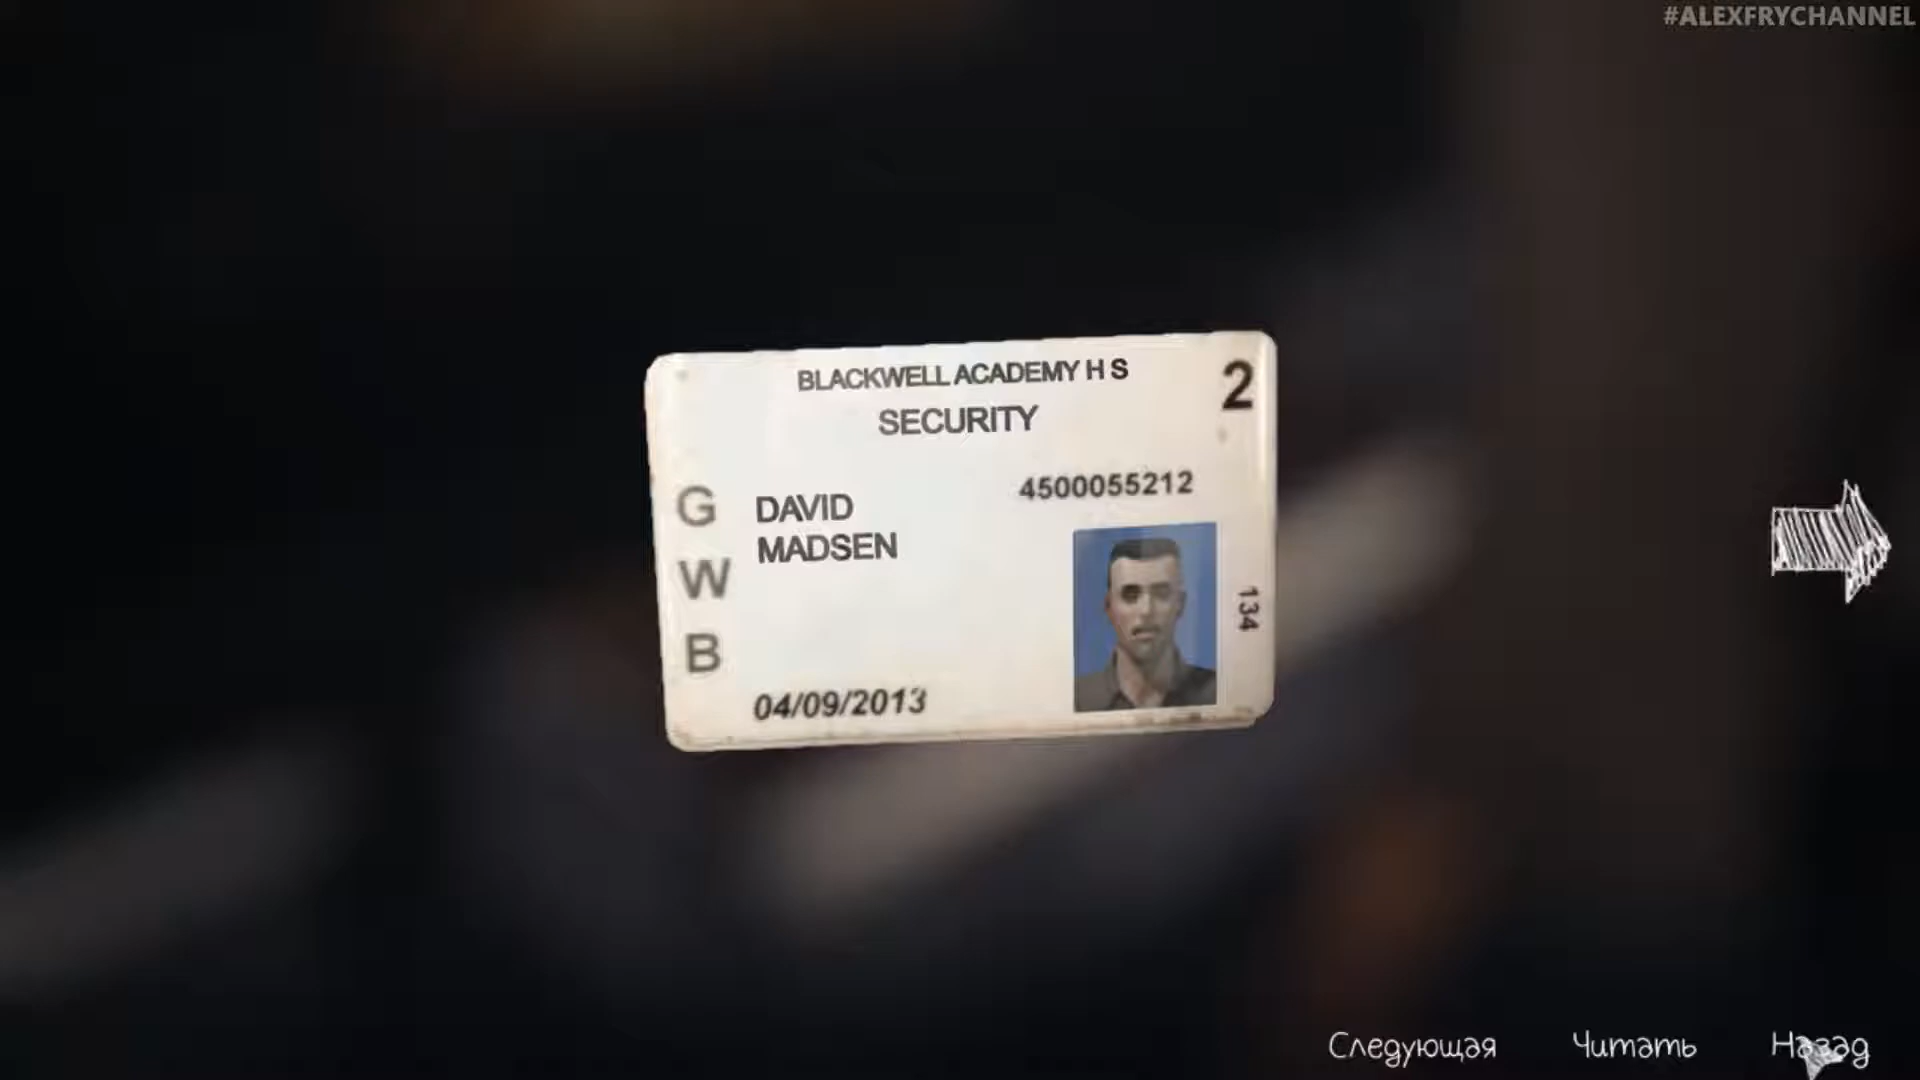 #ALEXFRYCHANNEL
BLACKWELL ACADEMY H S
2
SECURITY
4500055212
G
DAVID
MADSEN
W
134
B
04/09/2013
Следующая
Читать
Назад